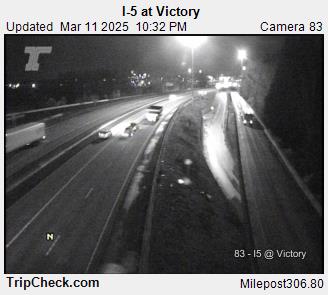 I-5 at Victory
Updated Mar 11 2025 10:32 PM Camera 83
T
N
83 - I5 @ Victory
TripCheck.com Milepost306.80